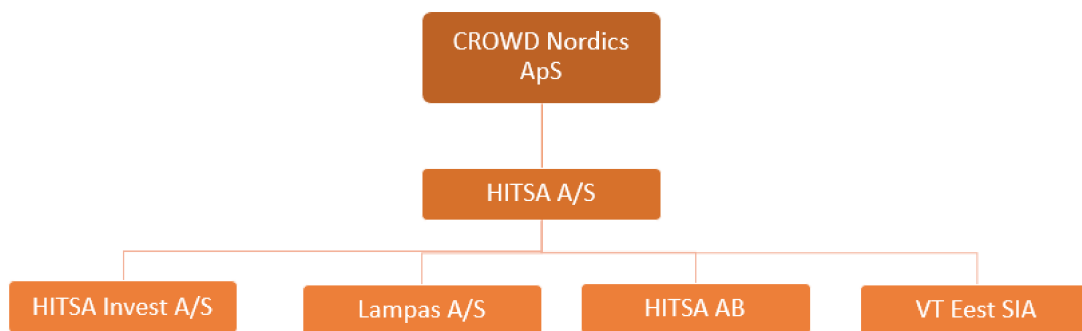 CROWD Nordics
ApS
HITSA A/S
HITSA Invest A/S
Lampas A/S
HITSA AB
VT Eest SIA